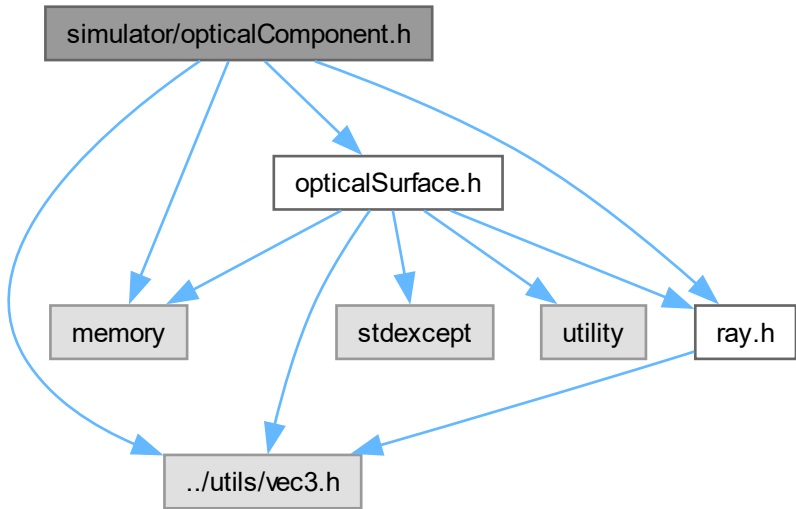 simulator/opticalComponent.h
opticalSurface.h
memory
stdexcept
utility
ray.h
../utils/vec3.h